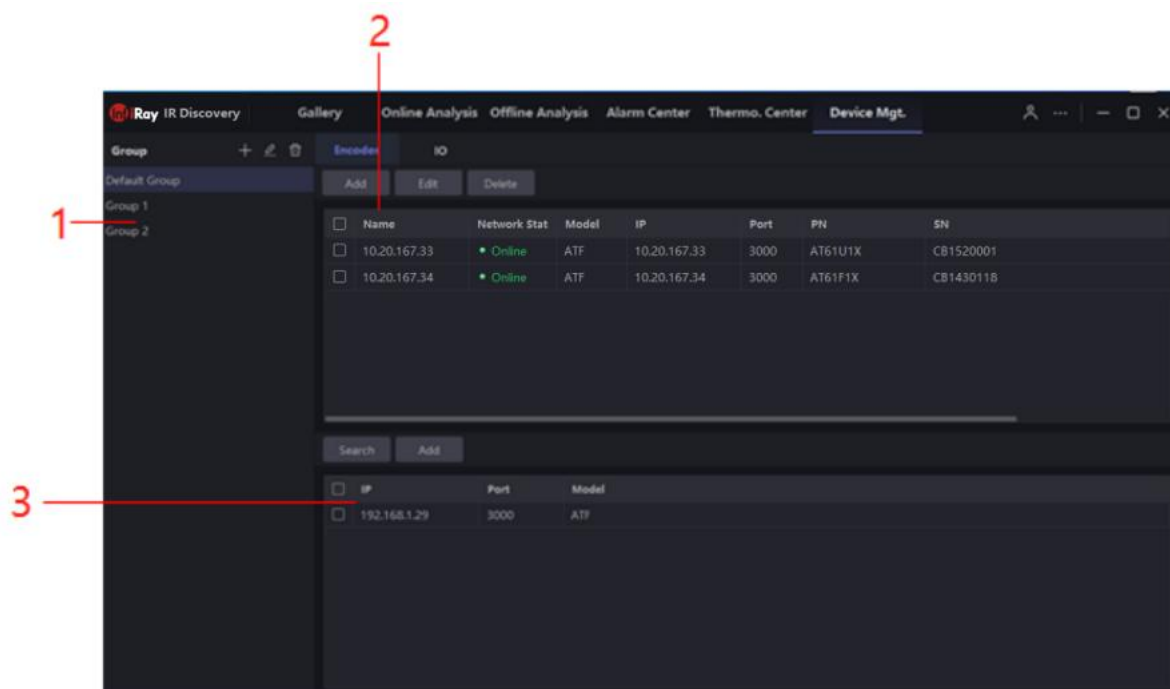 2
InfiRay IR Discovery Gallery Online Analysis Offline Analysis Alarm Center Thermo. Center Device Mgt.
Group Encoder IO
Default Group Add Edit Delete
Group 1
1
Group 2
Name Network Stat Model IP Port PN SN
10.20.167.33 Online ATF 10.20.167.33 3000 AT61U1X CB1520001
10.20.167.34 Online ATF 10.20.167.34 3000 AT61F1X CB1430118
Search Add
3
IP Port Model
192.168.1.29 3000 ATF